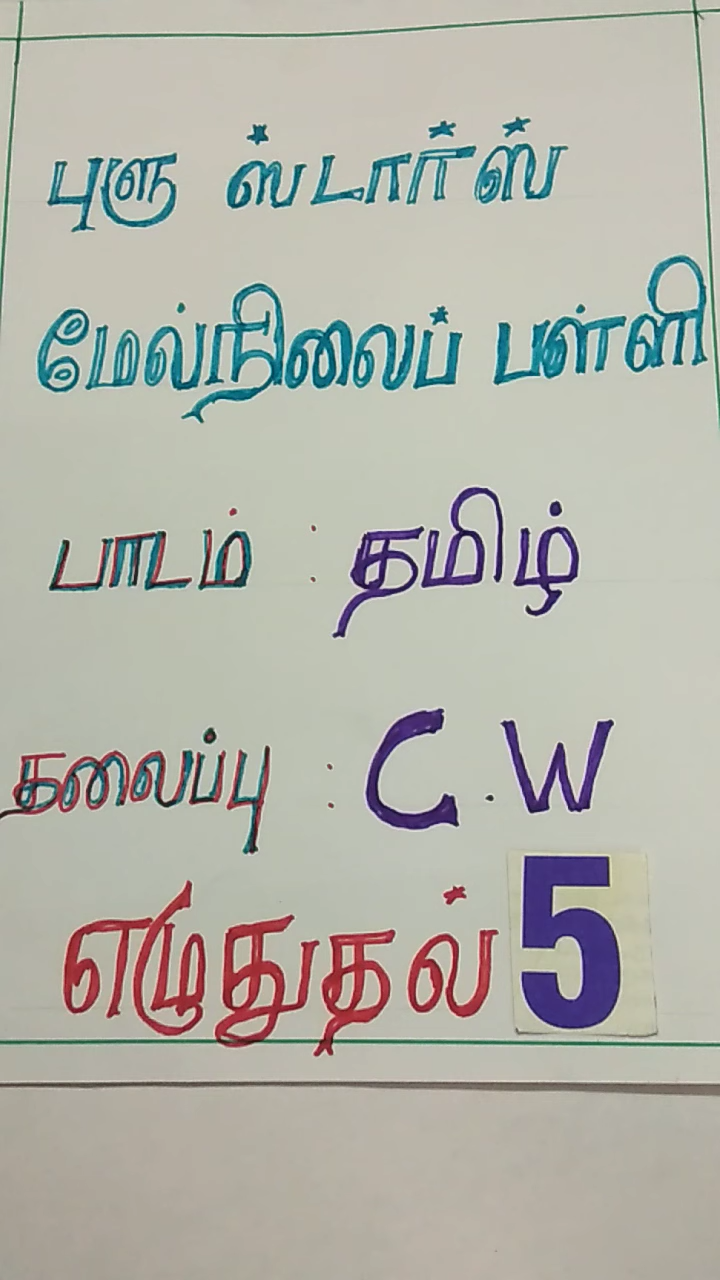 புளு ஸ்டார்ஸ்
மேல்நிலைப் பள்ளி
பாடம் : தமிழ்
தலைப்பு : C.W
எழுதுதல் 5